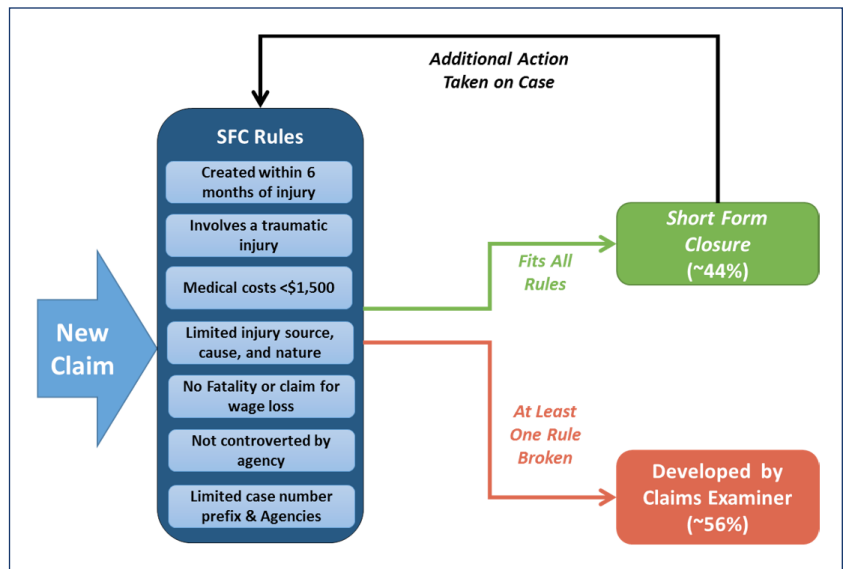 Additional Action
Taken on Case
SFC Rules
Created within 6
months of injury
Involves a traumatic
injury
Medical costs <$1,500
Limited injury source,
cause, and nature
No Fatality or claim for
wage loss
Not controverted by
agency
Limited case number
prefix & Agencies
New
Claim
Fits All
Rules
Short Form
Closure
(~44%)
At Least
One Rule
Broken
Developed by
Claims Examiner
(~56%)